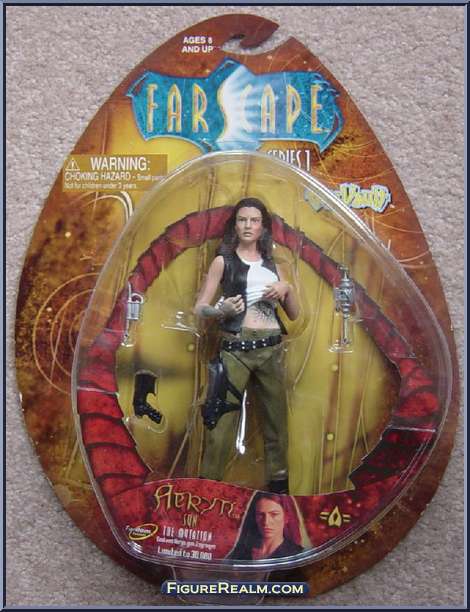 AGES 8
AND UP
FARSCAPE
SERIES 1
WARNING:
CHOKING HAZARD - Small parts
Not for children under 3 years.
AERYN
SUN
THE MUTATION
Limited to 30,000
FIGUREREALM.COM